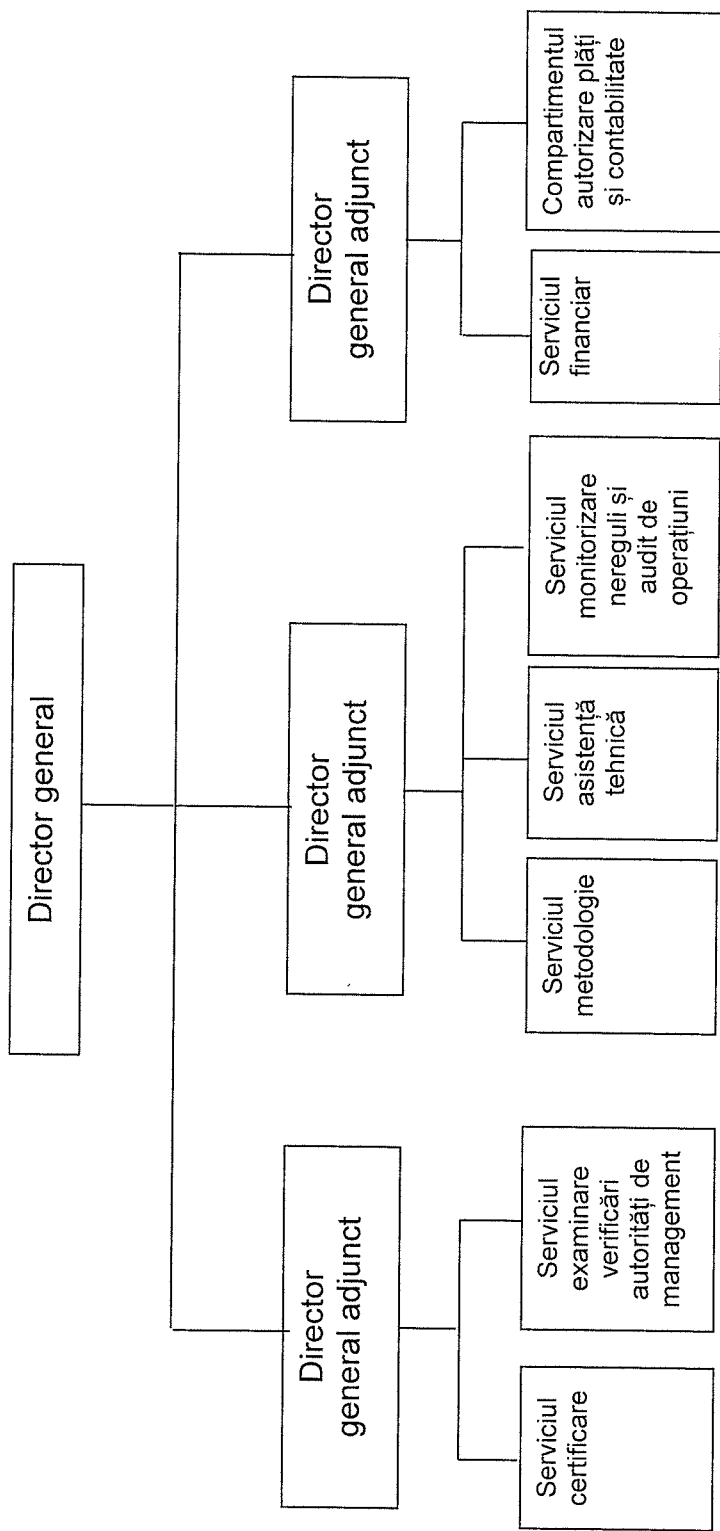 Director general
Director
general adjunct
Director
general adjunct
Director
general adjunct
Serviciul
certificare
Serviciul
examinare
verificări
autorități de
management
Serviciul
metodologie
Serviciul
asistență
tehnică
Serviciul
monitorizare
nereguli și
audit de
operațiuni
Serviciul
financiar
Compartimentul
autorizare plăți
și contabilitate